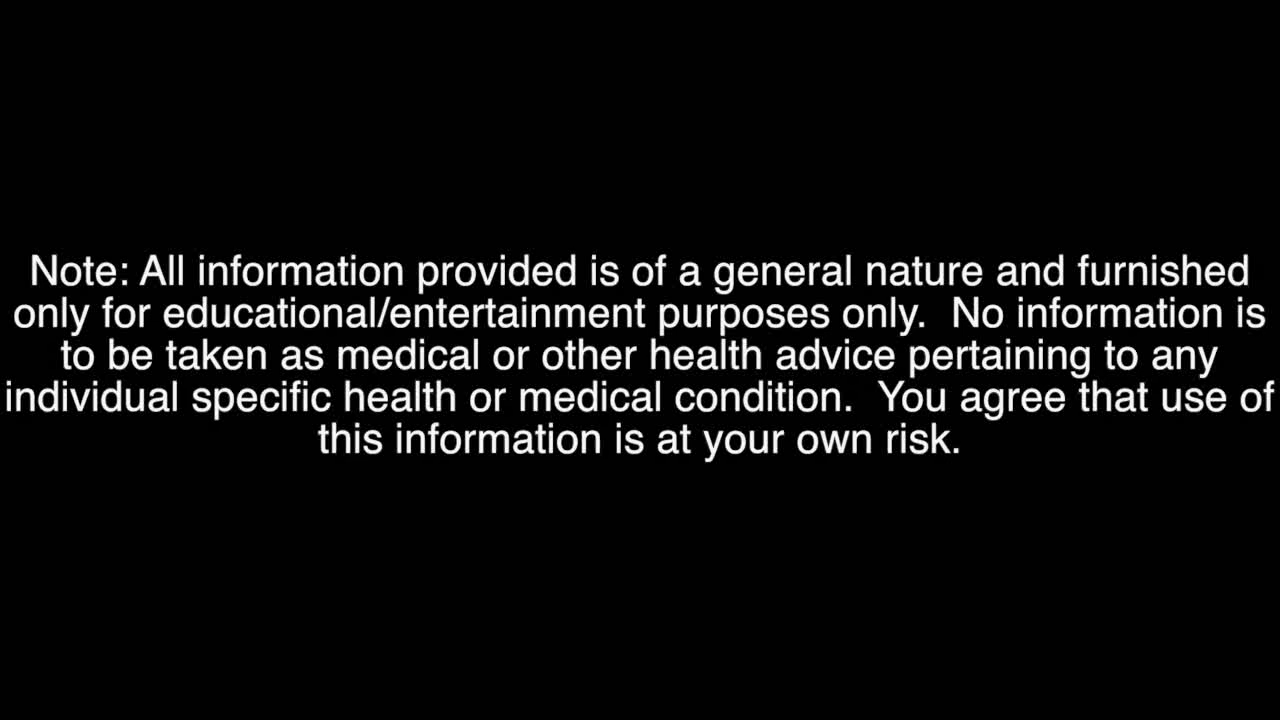 Note: All information provided is of a general nature and furnished
only for educational/entertainment purposes only.  No information is
to be taken as medical or other health advice pertaining to any
individual specific health or medical condition.  You agree that use of
this information is at your own risk.